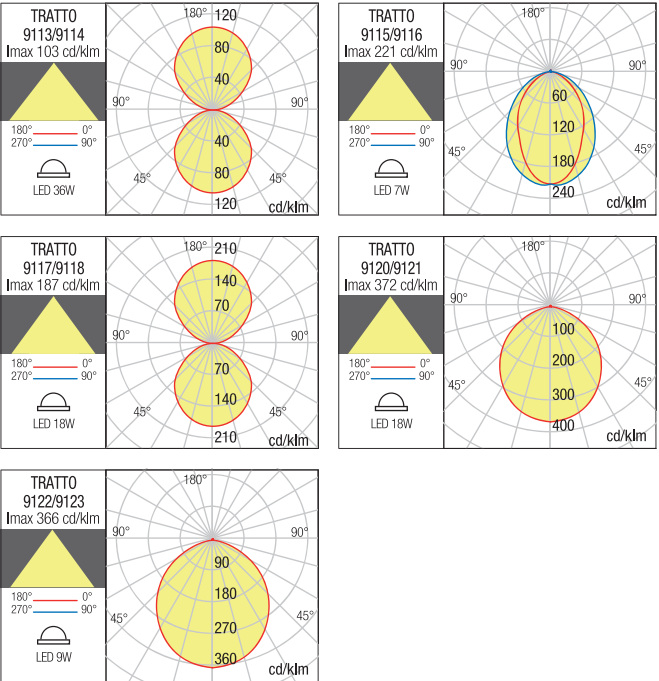 TRATTO
9113/9114
Imax 103 cd/klm
180° 0°
270° 90°
LED 36W
180° 120
80
40
90° 90°
40
45° 80 45°
120 cd/klm
TRATTO
9115/9116
Imax 221 cd/klm
180° 0°
270° 90°
LED 7W
180°
90° 90°
60
120
45° 180 45°
240 cd/klm
TRATTO
9117/9118
Imax 187 cd/klm
180° 0°
270° 90°
LED 18W
180° 210
140
70
90° 90°
70
45° 140 45°
210 cd/klm
TRATTO
9120/9121
Imax 372 cd/klm
180° 0°
270° 90°
LED 18W
180°
90° 90°
100
200
45° 300 45°
400 cd/klm
TRATTO
9122/9123
Imax 366 cd/klm
180° 0°
270° 90°
LED 9W
180°
90° 90°
90
180
45° 270 45°
360 cd/klm